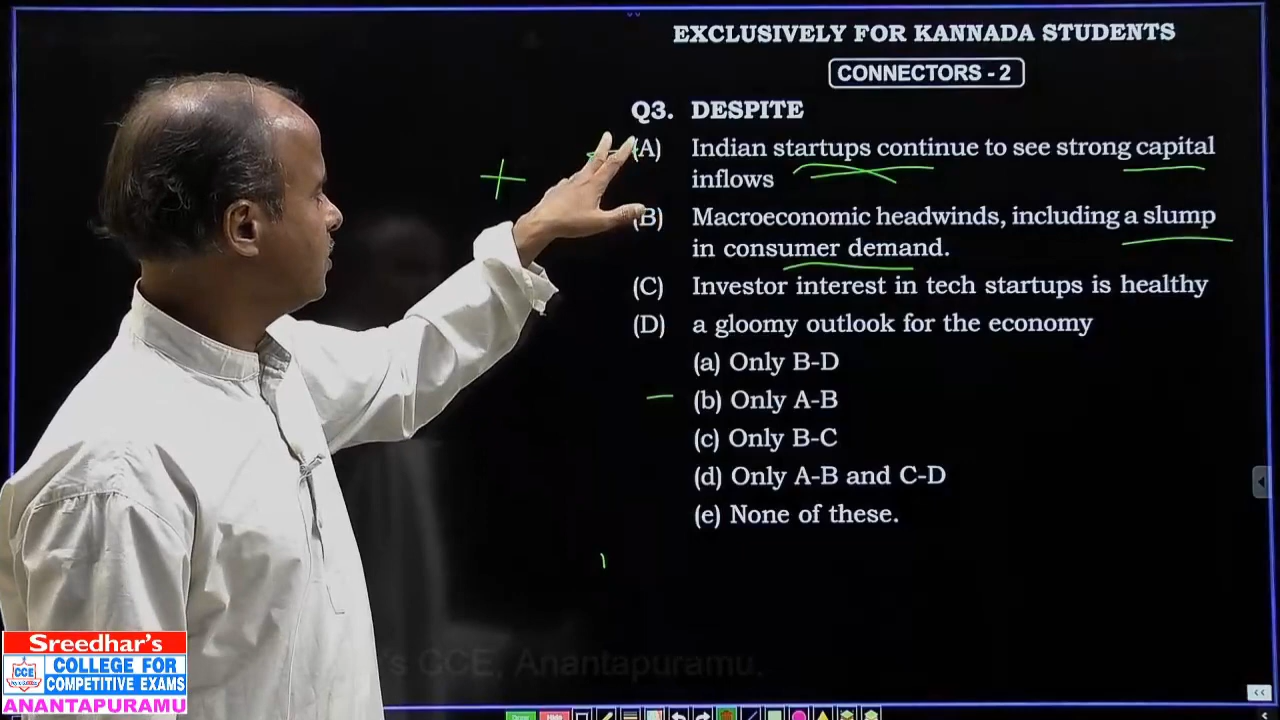 EXCLUSIVELY FOR KANNADA STUDENTS
CONNECTORS - 2
Q3. DESPITE
(A) Indian startups continue to see strong capital
inflows
(B) Macroeconomic headwinds, including a slump
in consumer demand.
(C) Investor interest in tech startups is healthy
(D) a gloomy outlook for the economy
(a) Only B-D
(b) Only A-B
(c) Only B-C
(d) Only A-B and C-D
(e) None of these.
's GCE, Anantapuramu.
Sreedhar's
CCE
COLLEGE FOR
COMPETITIVE EXAMS
ANANTAPURAMU